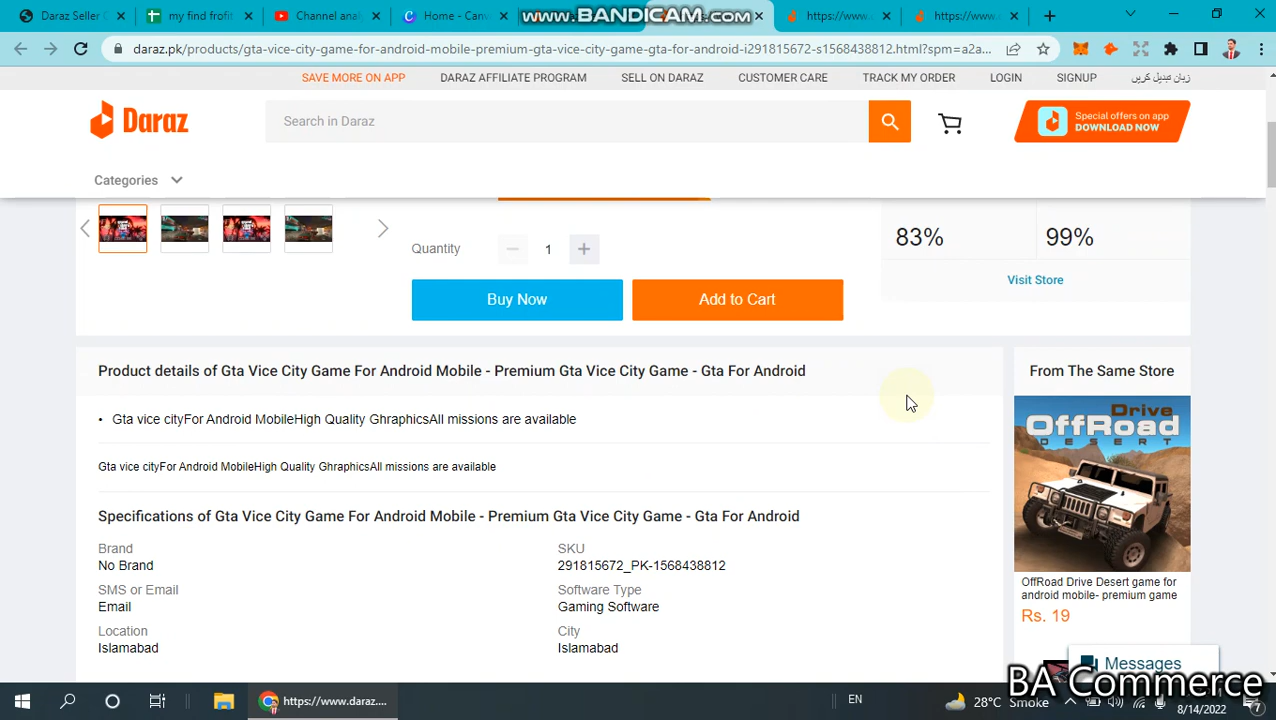 Daraz Seller C
my find frofit
Channel anal
Home - Canv
WWW.BANDICAM.COM
https://www.c
https://www.
daraz.pk/products/gta-vice-city-game-for-android-mobile-premium-gta-vice-city-game-gta-for-android-i291815672-s1568438812.html?spm=a2a...
SAVE MORE ON APP
DARAZ AFFILIATE PROGRAM
SELL ON DARAZ
CUSTOMER CARE
TRACK MY ORDER
LOGIN
SIGNUP
زبان تبدیل کریں
Daraz
Search in Daraz
Special offers on app
DOWNLOAD NOW
Categories
Quantity
1
83%
99%
Visit Store
Buy Now
Add to Cart
Product details of Gta Vice City Game For Android Mobile - Premium Gta Vice City Game - Gta For Android
• Gta vice cityFor Android MobileHigh Quality GhraphicsAll missions are available
Gta vice cityFor Android MobileHigh Quality GhraphicsAll missions are available
Specifications of Gta Vice City Game For Android Mobile - Premium Gta Vice City Game - Gta For Android
Brand
No Brand
SKU
291815672_PK-1568438812
SMS or Email
Email
Software Type
Gaming Software
Location
Islamabad
City
Islamabad
From The Same Store
Drive
OffRoad
DESERT
OffRoad Drive Desert game for
android mobile- premium game
Rs. 19
Messages
BA Commerce
https://www.daraz....
EN
28°C Smoke
8/14/2022
7